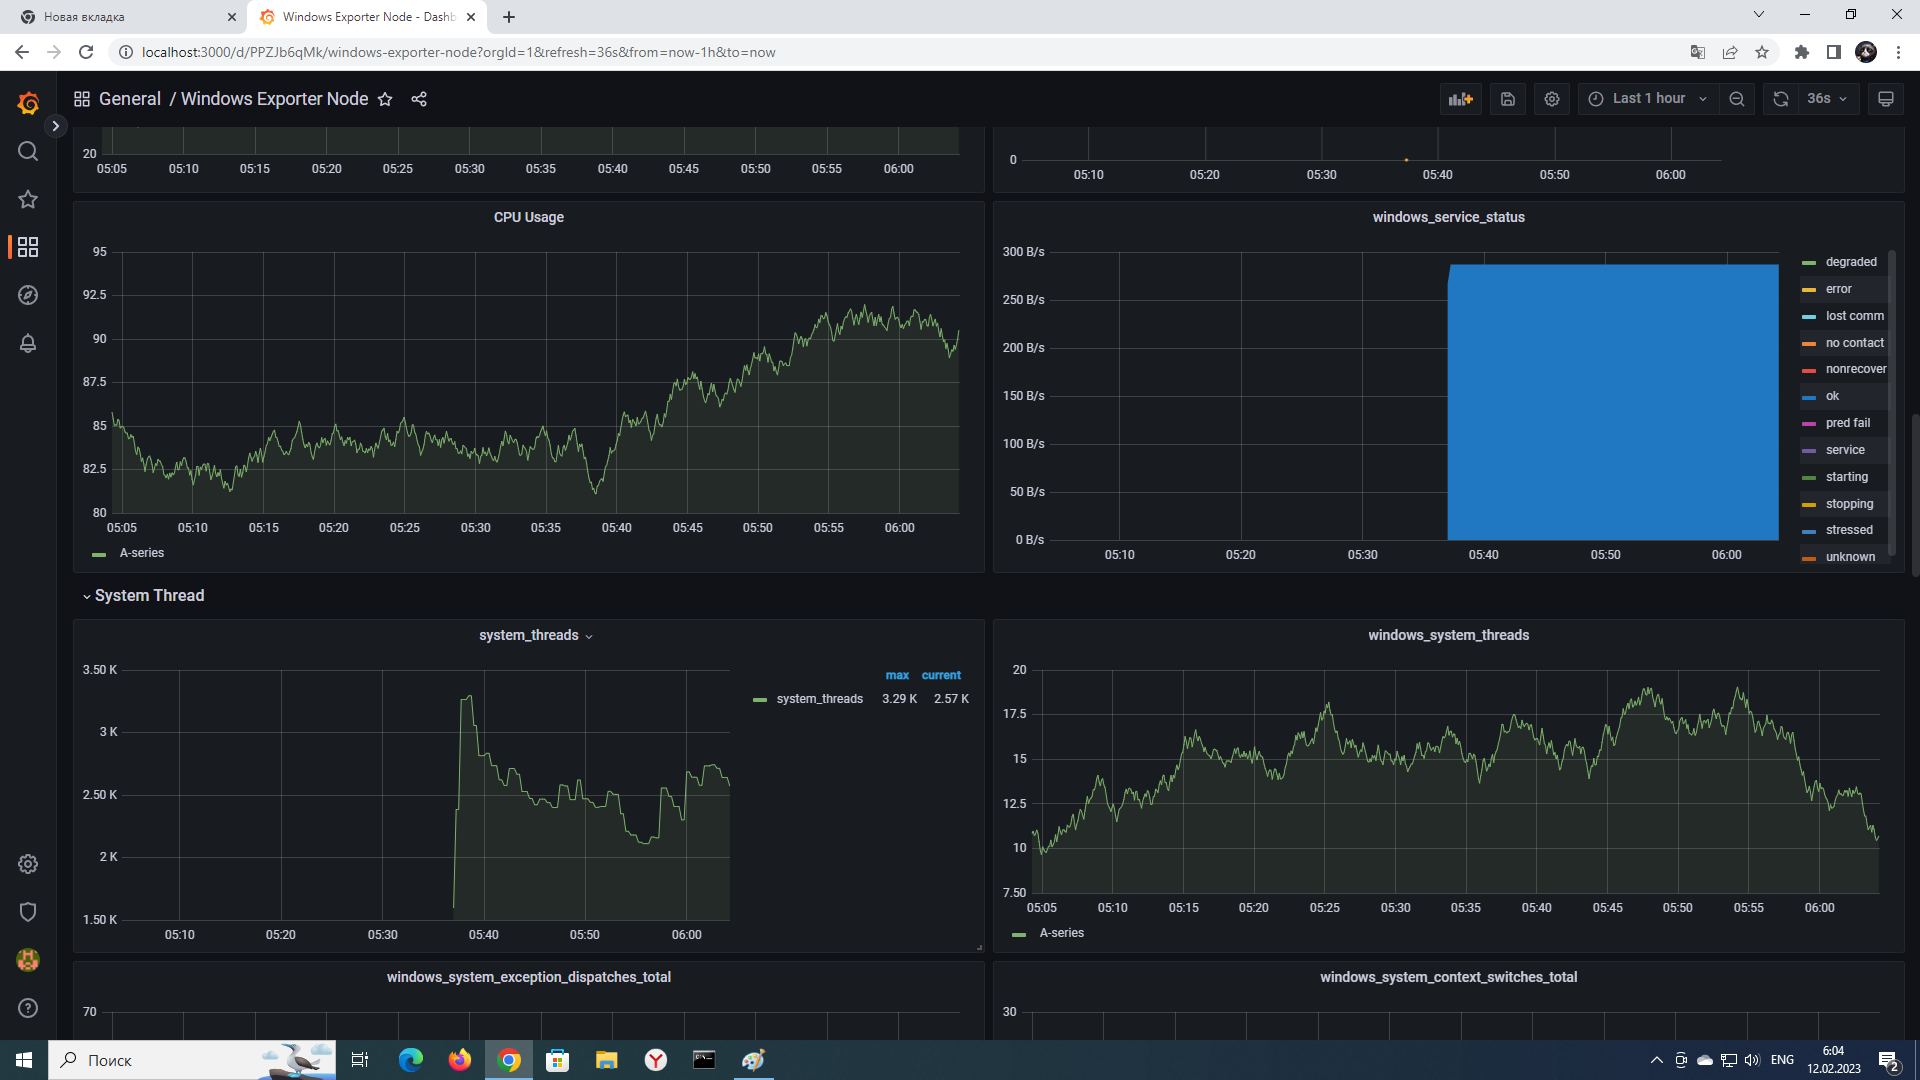 Новая вкладка
Windows Exporter Node - Dashb
localhost:3000/d/PPZJb6qMk/windows-exporter-node?orgId=1&refresh=36s&from=now-1h&to=now
General / Windows Exporter Node
Last 1 hour
36s
20
05:05 05:10 05:15 05:20 05:25 05:30 05:35 05:40 05:45 05:50 05:55 06:00
0
05:10 05:20 05:30 05:40 05:50 06:00
CPU Usage
95
92.5
90
87.5
85
82.5
80
05:05 05:10 05:15 05:20 05:25 05:30 05:35 05:40 05:45 05:50 05:55 06:00
A-series
windows_service_status
300 B/s
250 B/s
200 B/s
150 B/s
100 B/s
50 B/s
0 B/s
05:10 05:20 05:30 05:40 05:50 06:00
degraded
error
lost comm
no contact
nonrecover
ok
pred fail
service
starting
stopping
stressed
unknown
System Thread
system_threads
3.50 K
3 K
2.50 K
2 K
1.50 K
05:10 05:20 05:30 05:40 05:50 06:00
max current
system_threads 3.29 K 2.57 K
windows_system_threads
20
17.5
15
12.5
10
7.50
05:05 05:10 05:15 05:20 05:25 05:30 05:35 05:40 05:45 05:50 05:55 06:00
A-series
windows_system_exception_dispatches_total
70
windows_system_context_switches_total
30
Поиск
ENG
6:04
12.02.2023
2